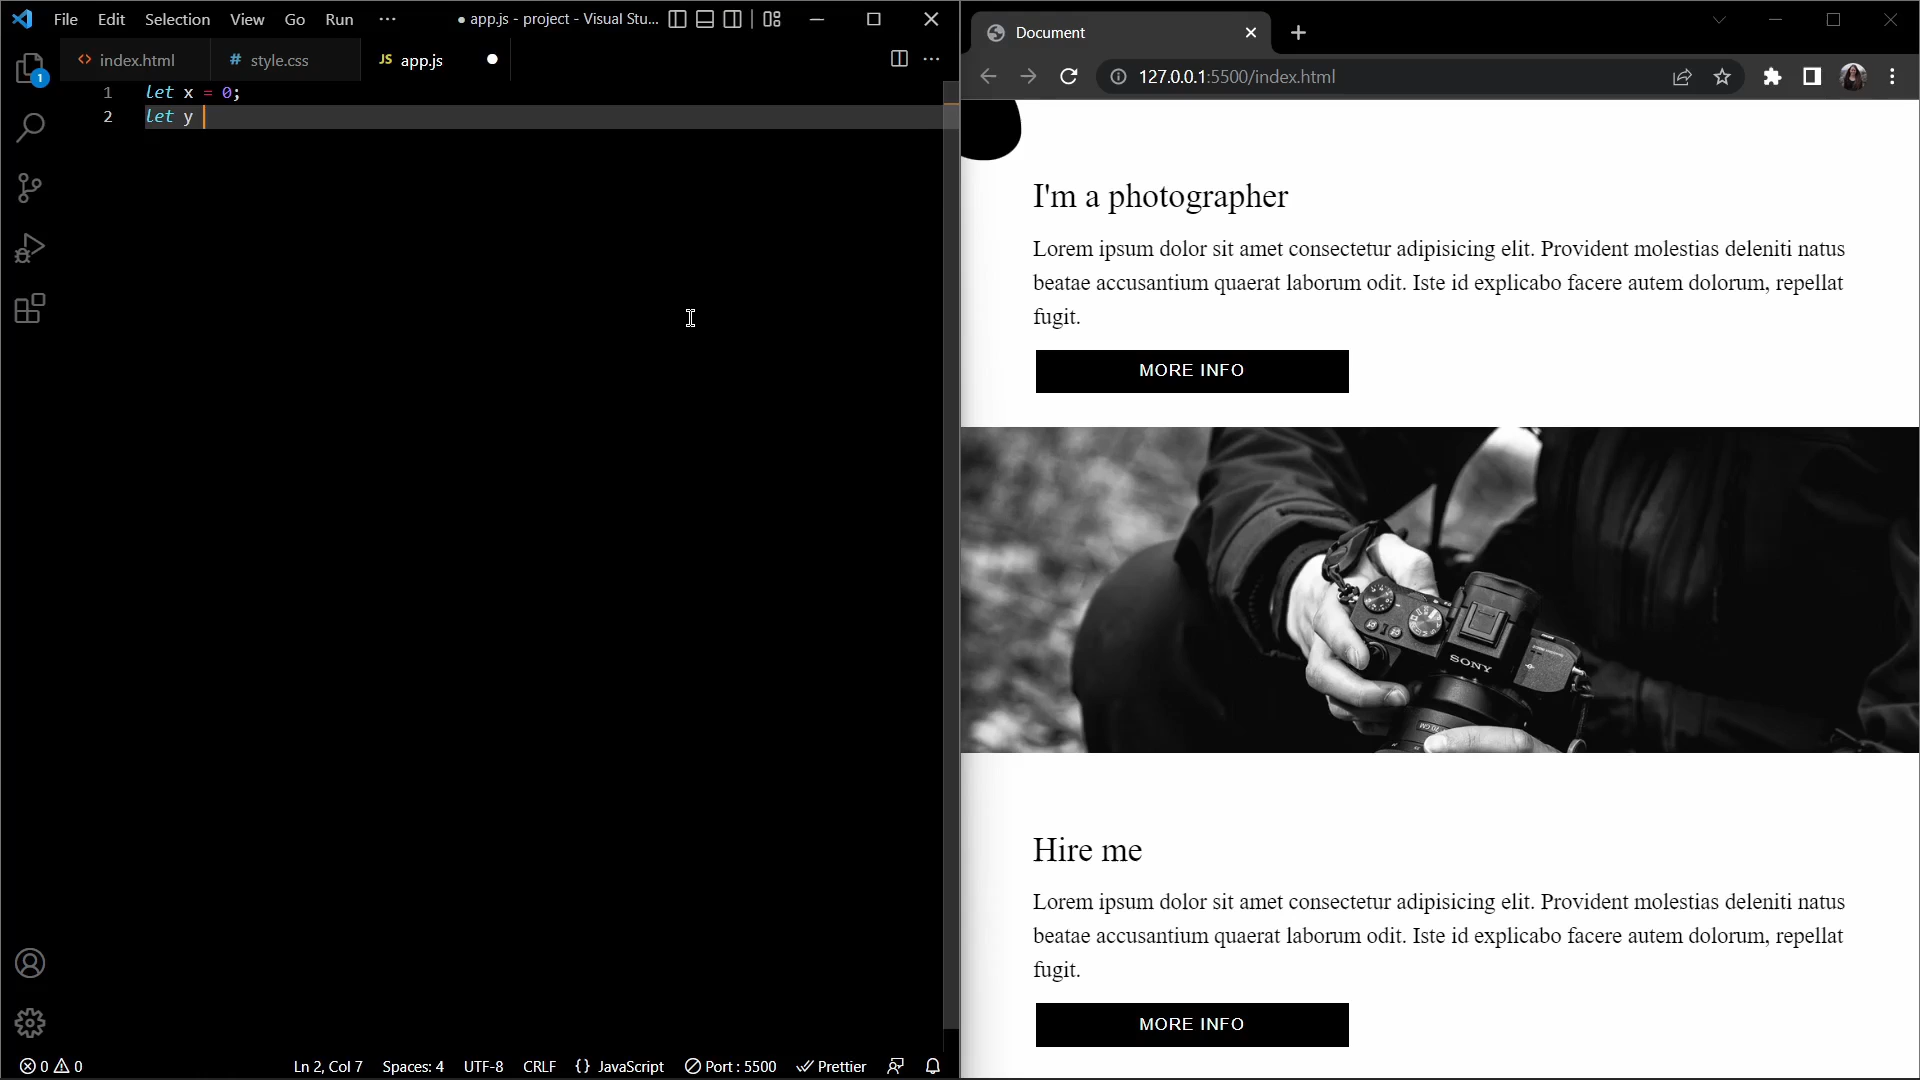 File Edit Selection View Go Run ··· ● app.js - project - Visual Stu...
index.html # style.css JS app.js ●
1 let x = 0;
2 let y
1
Ln 2, Col 7 Spaces: 4 UTF-8 CRLF {} JavaScript Port : 5500 Prettier
0 0
Document
127.0.0.1:5500/index.html
I'm a photographer
Lorem ipsum dolor sit amet consectetur adipisicing elit. Provident molestias deleniti natus
beatae accusantium quaerat laborum odit. Iste id explicabo facere autem dolorum, repellat
fugit.
MORE INFO
SONY
Hire me
Lorem ipsum dolor sit amet consectetur adipisicing elit. Provident molestias deleniti natus
beatae accusantium quaerat laborum odit. Iste id explicabo facere autem dolorum, repellat
fugit.
MORE INFO